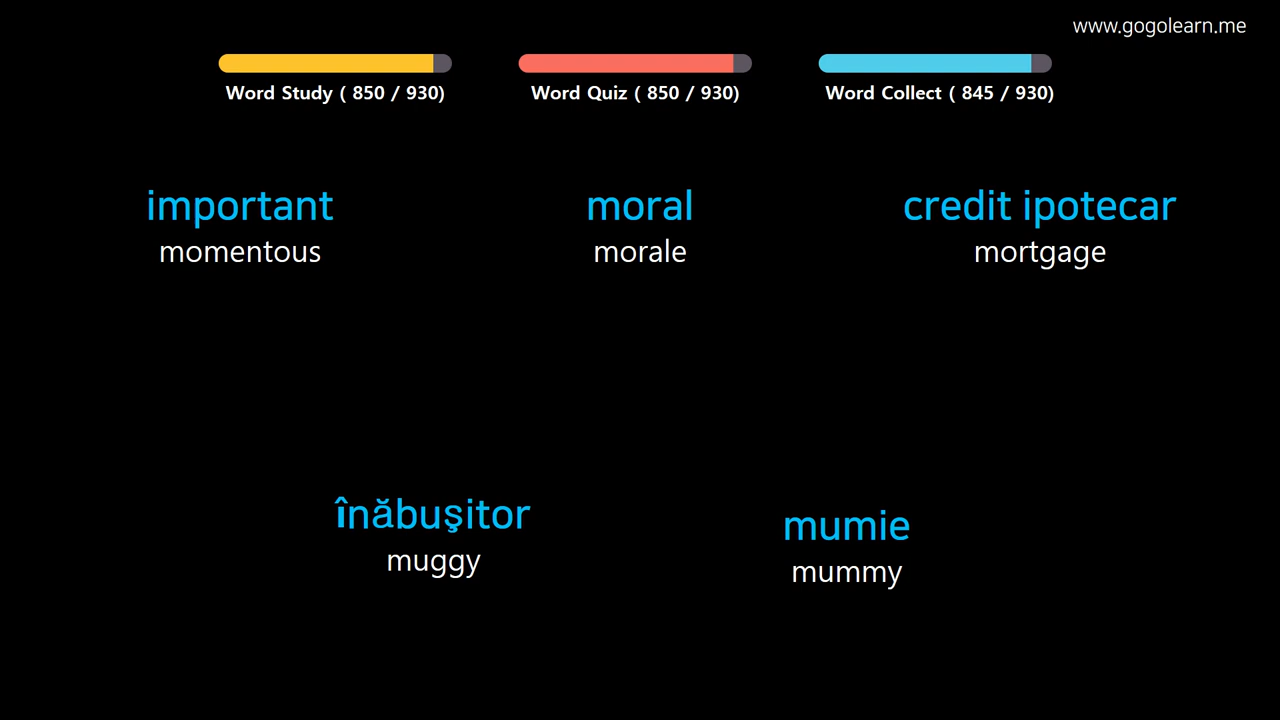 www.gogolearn.me
Word Study ( 850 / 930)
Word Quiz ( 850 / 930)
Word Collect ( 845 / 930)
important
momentous
moral
morale
credit ipotecar
mortgage
înăbuşitor
muggy
mumie
mummy